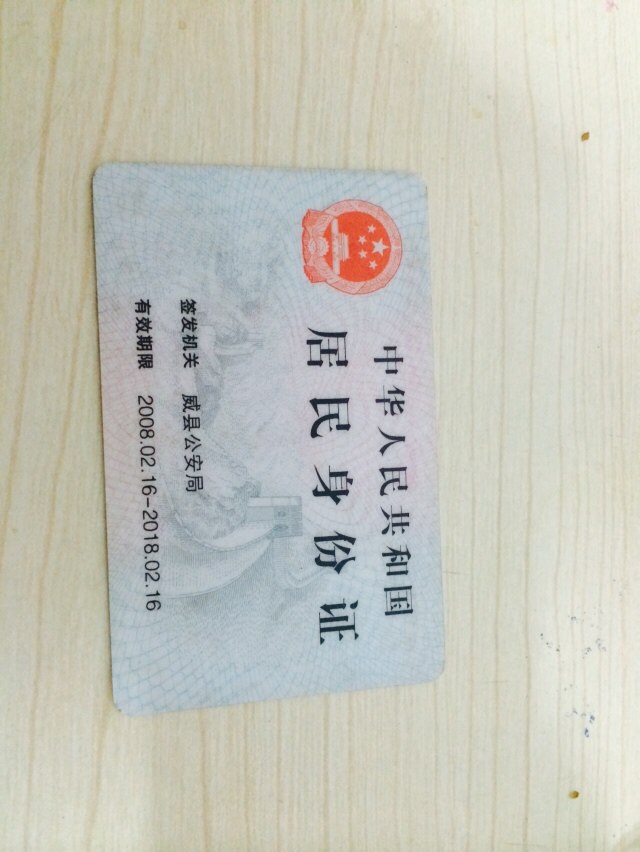 中华人民共和国
居民身份证
签发机关 威县公安局
有效期限 2008.02.16-2018.02.16